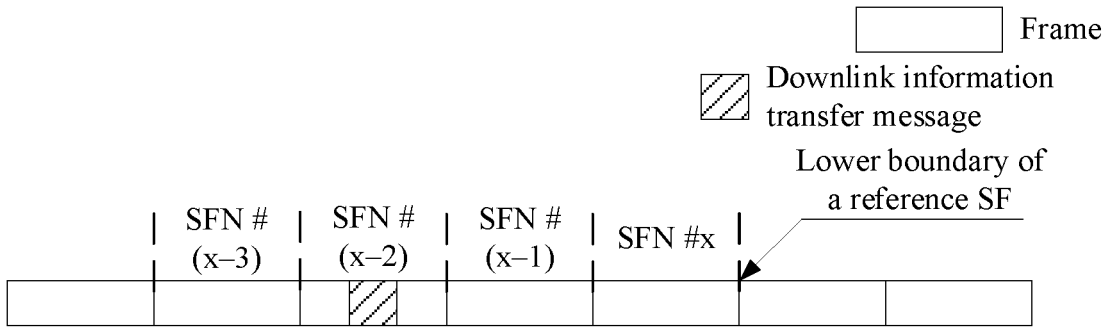 Frame
Downlink information
transfer message
Lower boundary of
a reference SF
SFN #
(x–3)
SFN #
(x–2)
SFN #
(x–1)
SFN #x